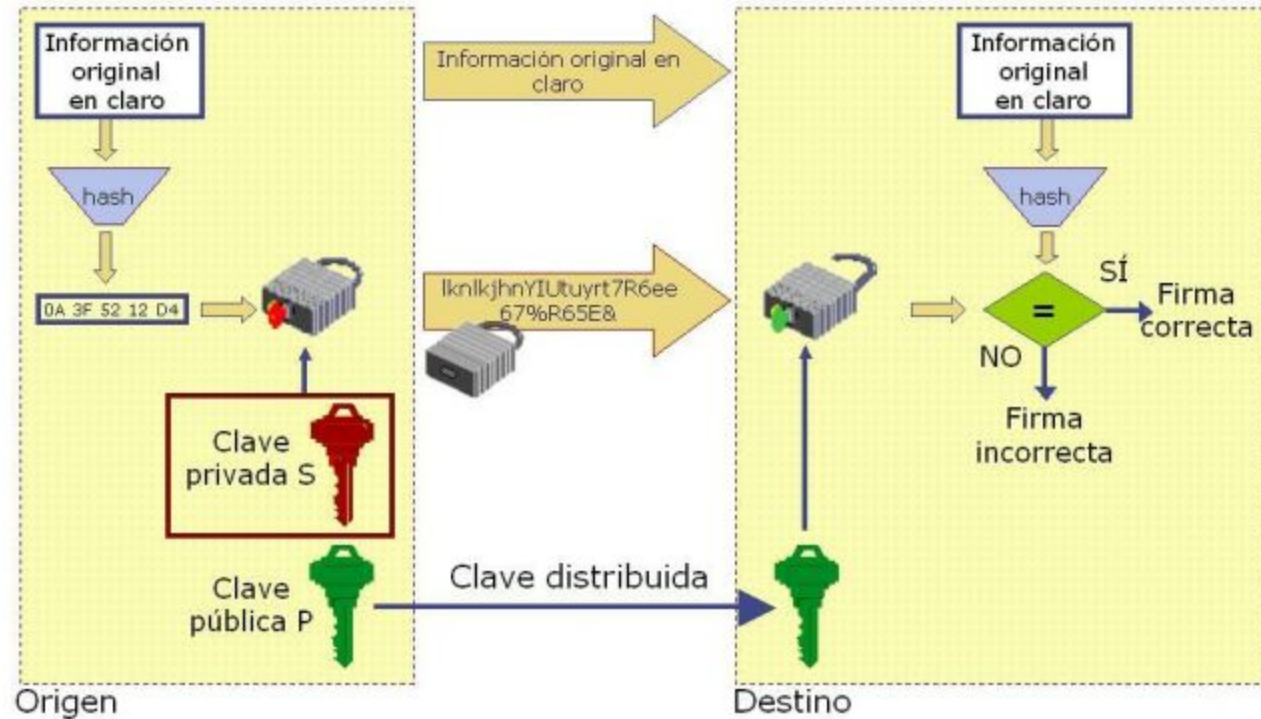 Información
original
en claro
hash
0A 3F 52 12 D4
Clave
privada S
Clave
pública P
Origen
Información original en
claro
lknlkjhnYIUtuyrt7R6ee
67%R65E&
Clave distribuida
Información
original
en claro
hash
=
SÍ
Firma
correcta
NO
Firma
incorrecta
Destino